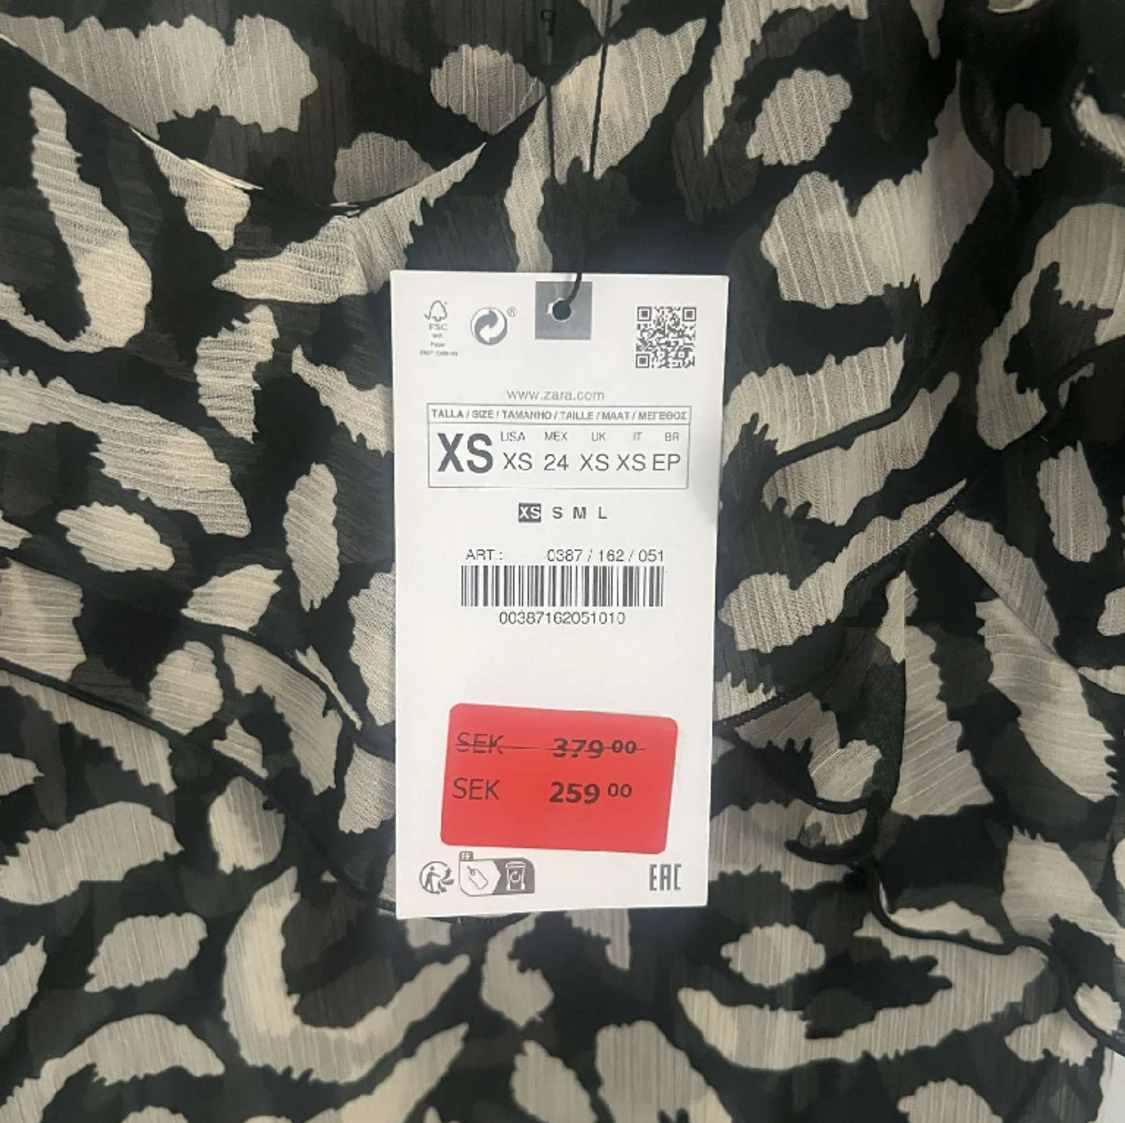 FSC
®
www.zara.com
TALLA / SIZE / TAMANHO / TAILLE / MAAT / ΜΕΓΕΘΟΣ
XS
USA MEX UK IT BR
XS 24 XS XS EP
XS S M L
ART.: 0387 / 162 / 051
00387162051010
SEK 379 00
SEK 259 00
FR
EAC